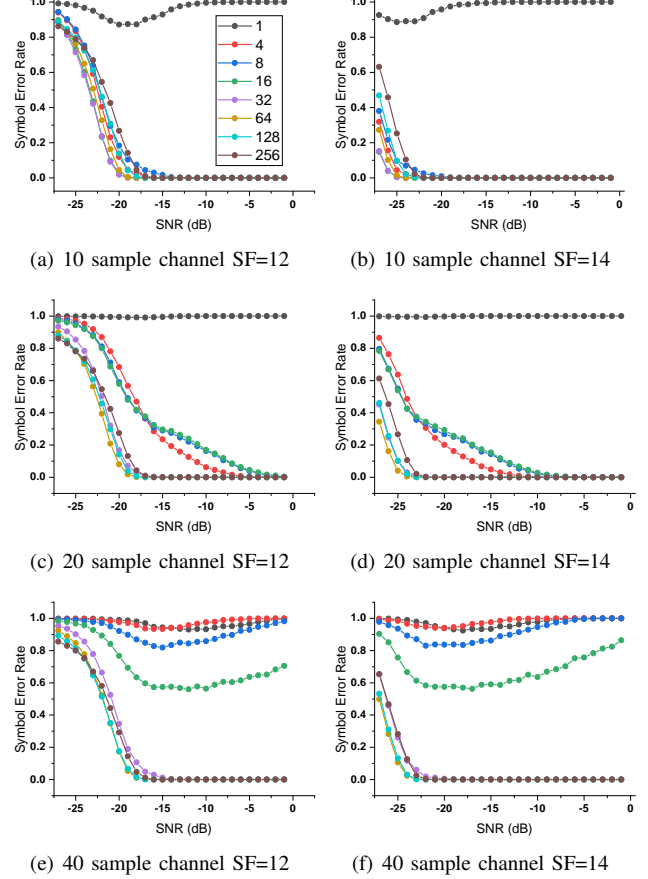 Symbol Error Rate
1.0
0.8
0.6
0.4
0.2
0.0
-25 -20 -15 -10 -5 0
SNR (dB)
1
4
8
16
32
64
128
256
(a) 10 sample channel SF=12
Symbol Error Rate
1.0
0.8
0.6
0.4
0.2
0.0
-25 -20 -15 -10 -5 0
SNR (dB)
(b) 10 sample channel SF=14
Symbol Error Rate
1.0
0.8
0.6
0.4
0.2
0.0
-25 -20 -15 -10 -5 0
SNR (dB)
(c) 20 sample channel SF=12
Symbol Error Rate
1.0
0.8
0.6
0.4
0.2
0.0
-25 -20 -15 -10 -5 0
SNR (dB)
(d) 20 sample channel SF=14
Symbol Error Rate
1.0
0.8
0.6
0.4
0.2
0.0
-25 -20 -15 -10 -5 0
SNR (dB)
(e) 40 sample channel SF=12
Symbol Error Rate
1.0
0.8
0.6
0.4
0.2
0.0
-25 -20 -15 -10 -5 0
SNR (dB)
(f) 40 sample channel SF=14